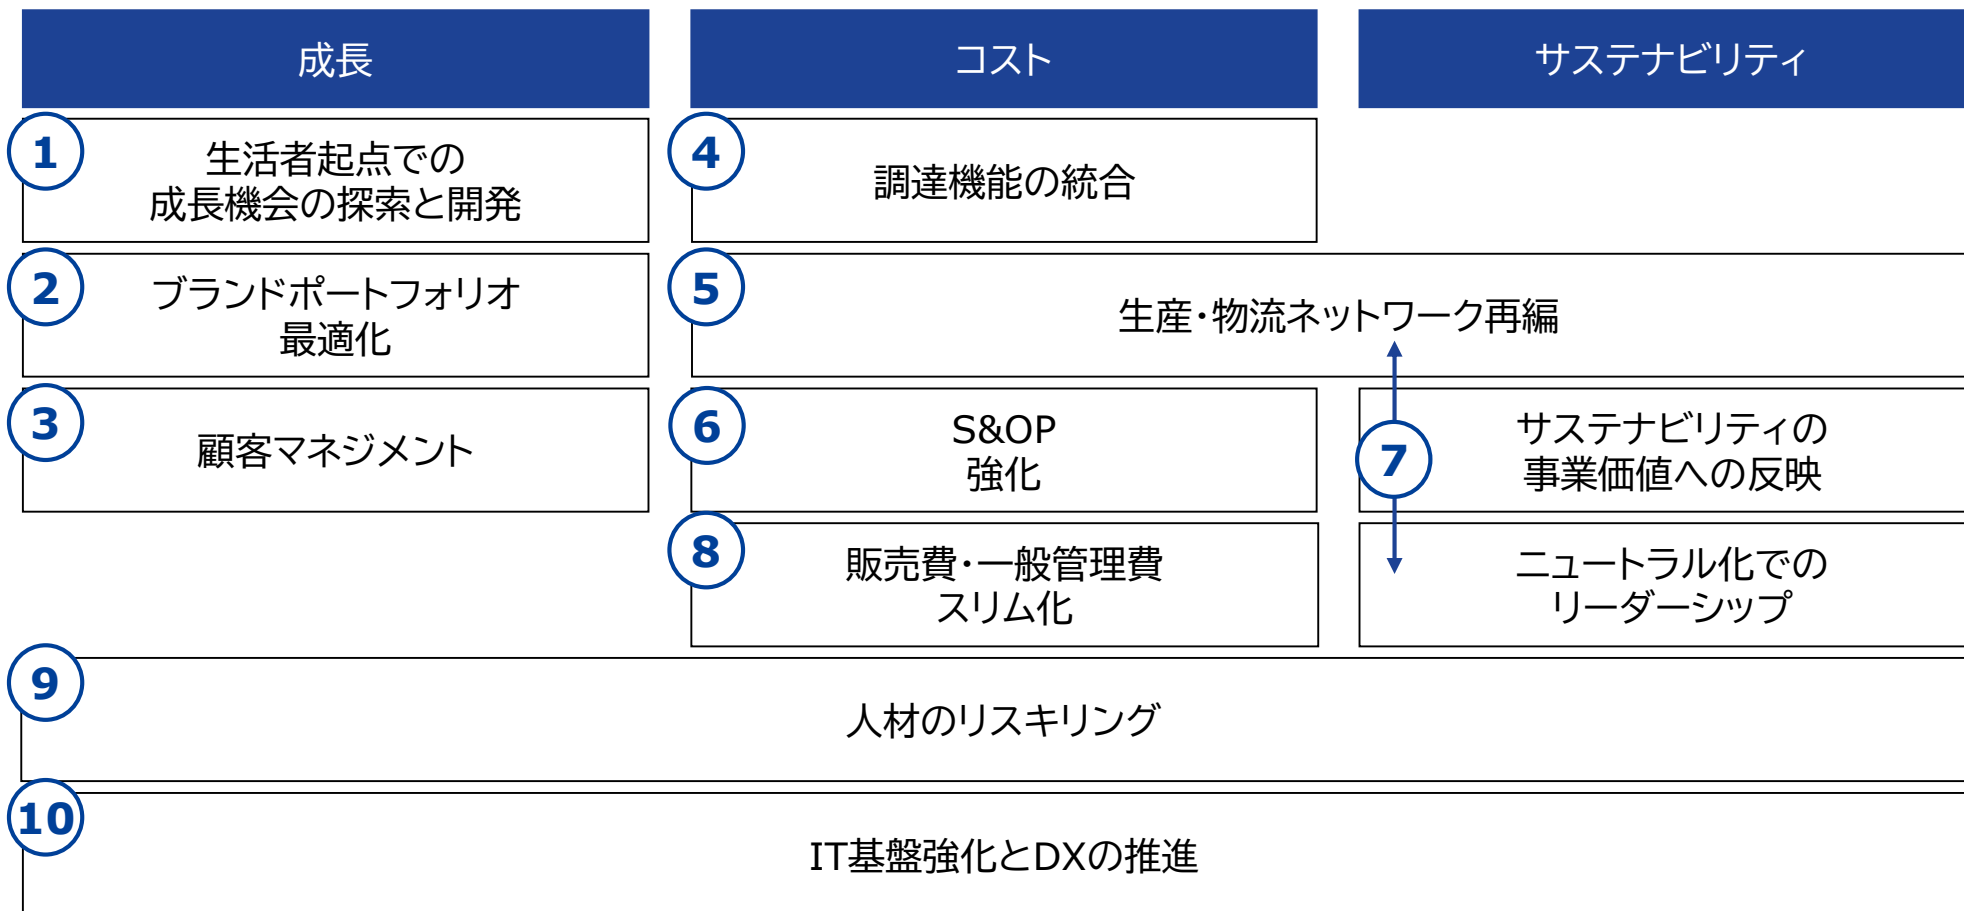 成長
コスト
サステナビリティ
1
生活者起点での
成長機会の探索と開発
4
調達機能の統合
2
ブランドポートフォリオ
最適化
5
生産・物流ネットワーク再編
3
顧客マネジメント
6
S&OP
強化
7
サステナビリティの
事業価値への反映
8
販売費・一般管理費
スリム化
ニュートラル化での
リーダーシップ
9
人材のリスキリング
10
IT基盤強化とDXの推進